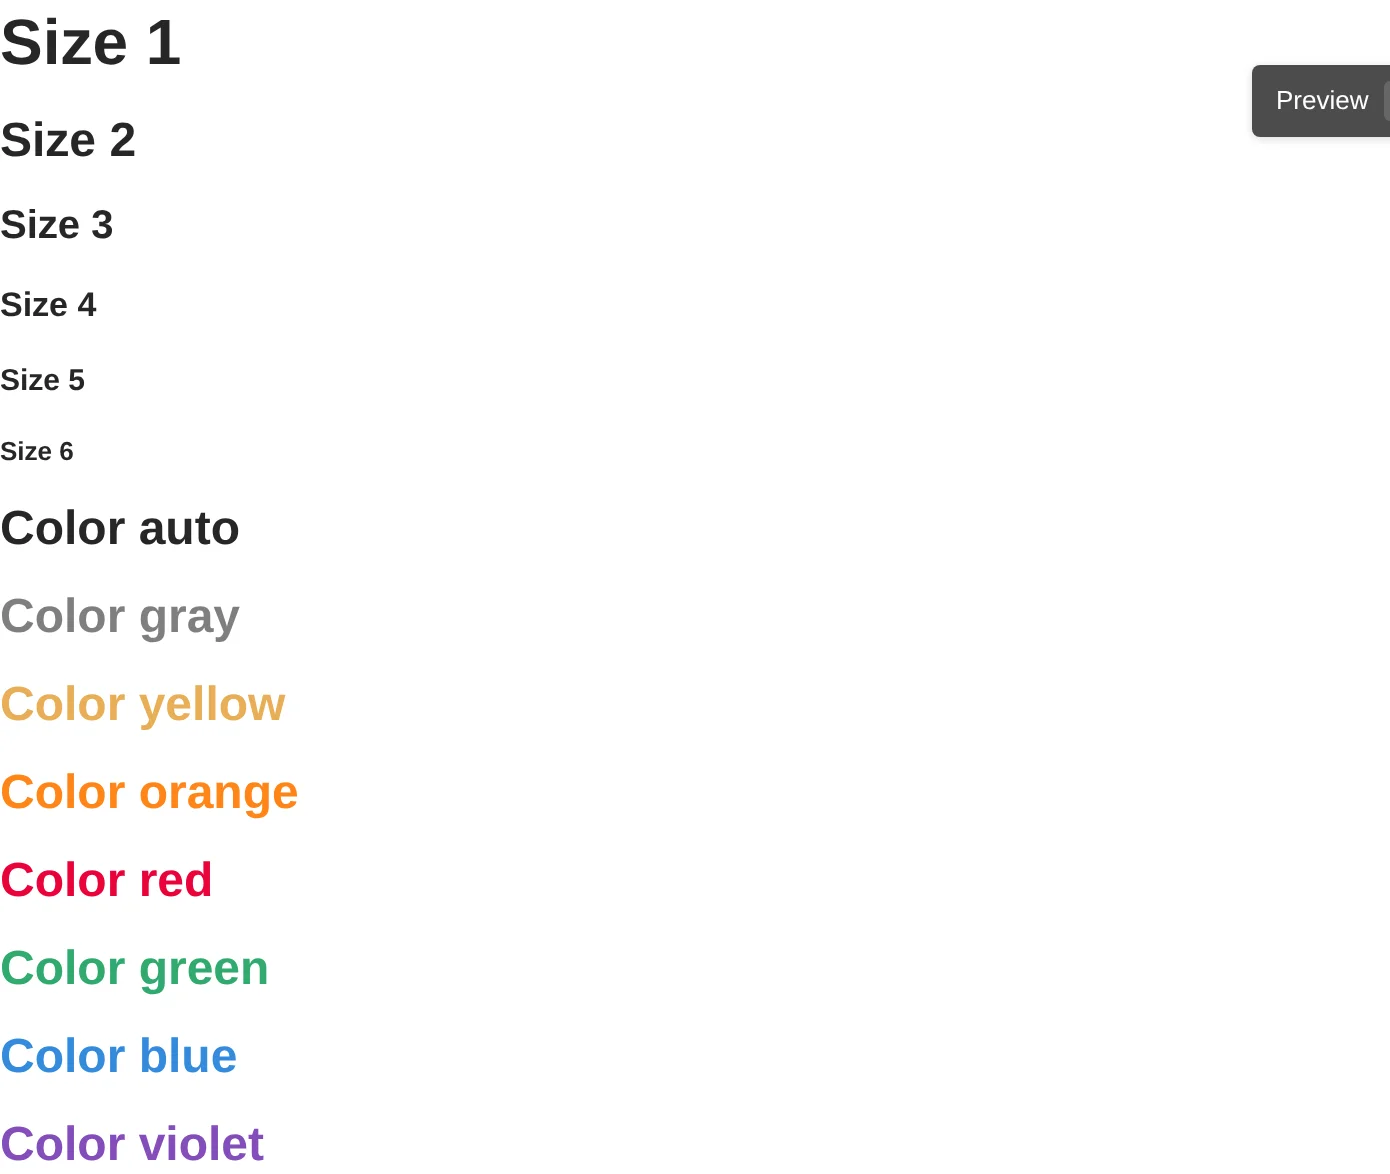 Size 1
Preview
Size 2
Size 3
Size 4
Size 5
Size 6
Color auto
Color gray
Color yellow
Color orange
Color red
Color green
Color blue
Color violet